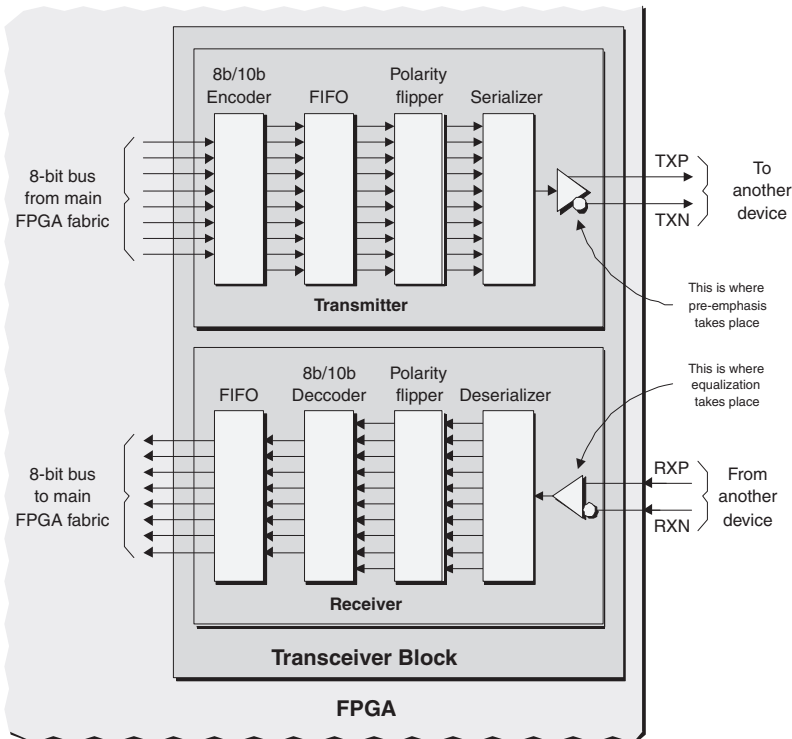 8b/10b
Encoder
FIFO
Polarity
flipper
Serializer
8-bit bus
from main
FPGA fabric
TXP
TXN
To
another
device
Transmitter
This is where
pre-emphasis
takes place
This is where
equalization
takes place
FIFO
8b/10b
Deccoder
Polarity
flipper
Deserializer
8-bit bus
to main
FPGA fabric
RXP
RXN
From
another
device
Receiver
Transceiver Block
FPGA